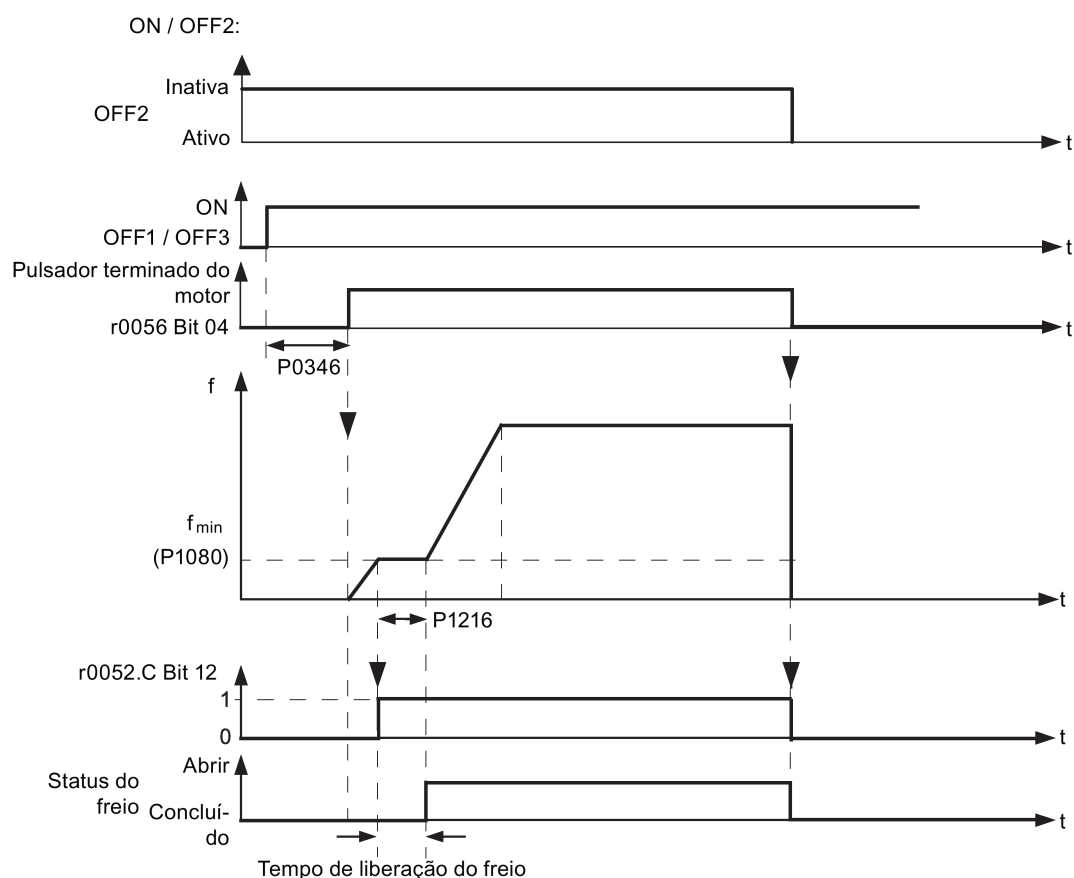 ON / OFF2:
Inativa
OFF2
Ativo
t
ON
OFF1 / OFF3
t
Pulsador terminado do
motor
r0056 Bit 04
t
P0346
f
fmin
(P1080)
t
P1216
r0052.C Bit 12
1
0
t
Abrir
Status do
freio
Concluí-
do
t
Tempo de liberação do freio